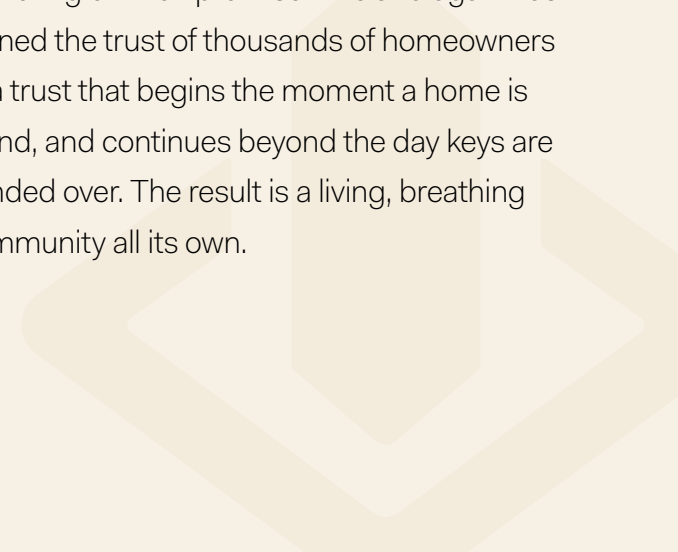 ned the trust of thousands of homeowners
trust that begins the moment a home is
nd, and continues beyond the day keys are
nded over. The result is a living, breathing
mmunity all its own.